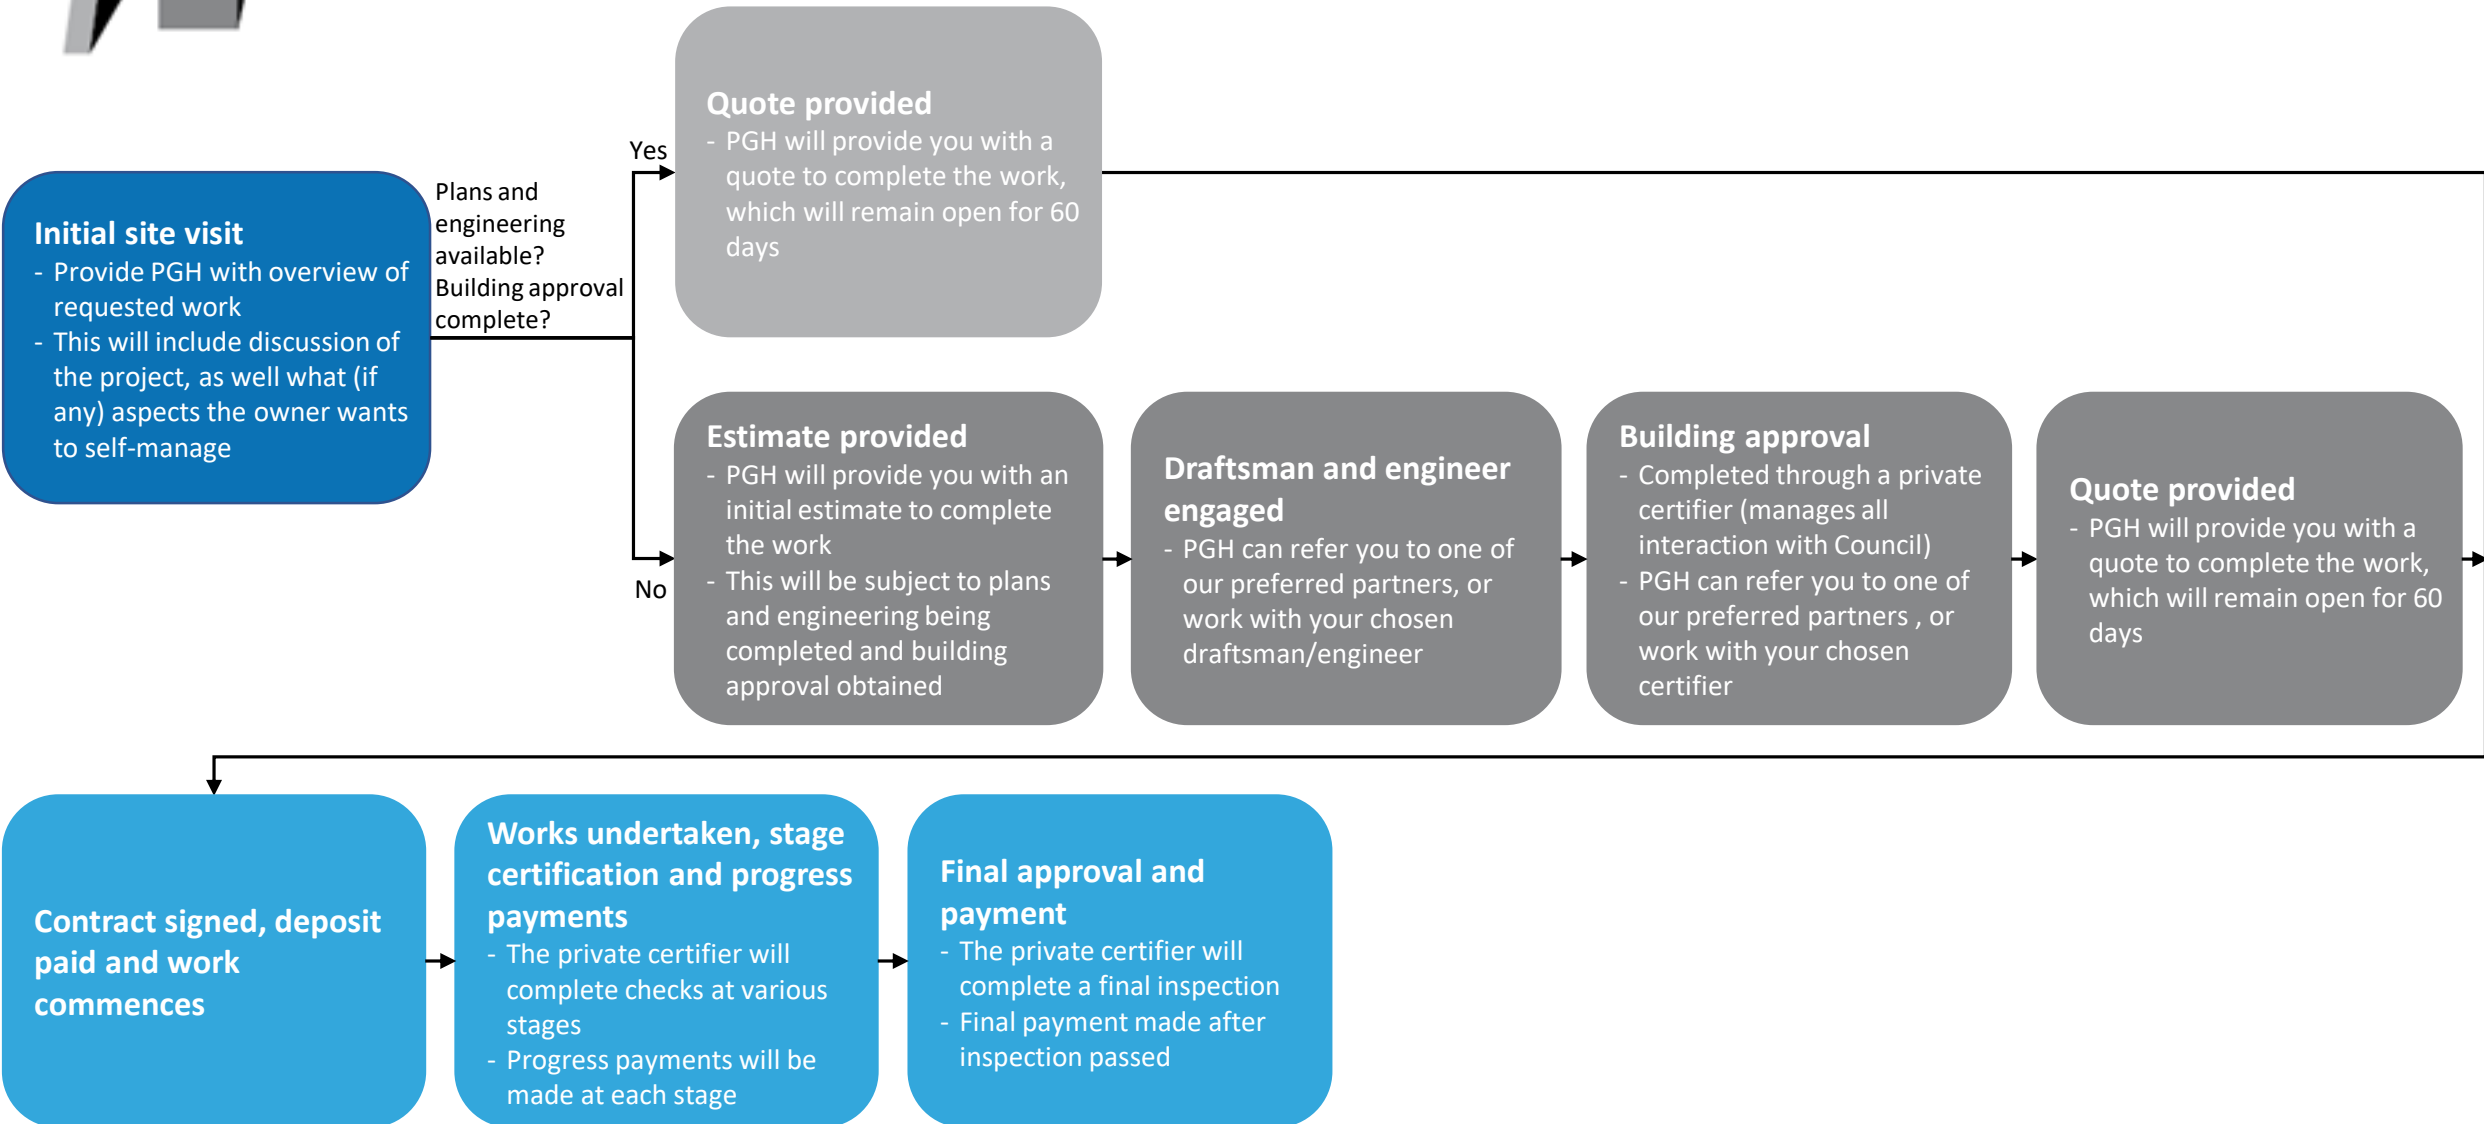 Initial site visit
- Provide PGH with overview of
requested work
- This will include discussion of
the project, as well what (if
any) aspects the owner wants
to self-manage
Plans and
engineering
available?
Building approval
complete?
Yes
Quote provided
- PGH will provide you with a
quote to complete the work,
which will remain open for 60
days
No
Estimate provided
- PGH will provide you with an
initial estimate to complete
the work
- This will be subject to plans
and engineering being
completed and building
approval obtained
Draftsman and engineer
engaged
- PGH can refer you to one of
our preferred partners, or
work with your chosen
draftsman/engineer
Building approval
- Completed through a private
certifier (manages all
interaction with Council)
- PGH can refer you to one of
our preferred partners , or
work with your chosen
certifier
Quote provided
- PGH will provide you with a
quote to complete the work,
which will remain open for 60
days
Contract signed, deposit
paid and work
commences
Works undertaken, stage
certification and progress
payments
- The private certifier will
complete checks at various
stages
- Progress payments will be
made at each stage
Final approval and
payment
- The private certifier will
complete a final inspection
- Final payment made after
inspection passed